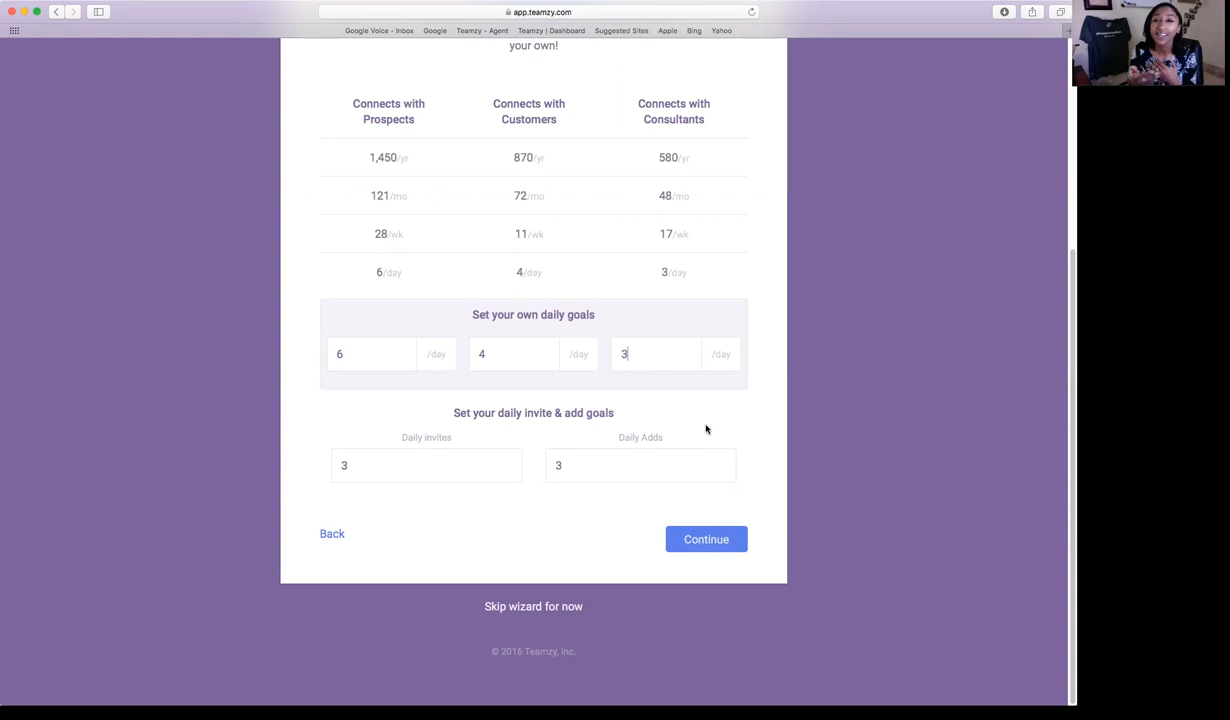 app.teamzy.com
Google Voice - Inbox Google Teamzy - Agent Teamzy | Dashboard Suggested Sites Apple Bing Yahoo
your own!
Connects with Prospects
Connects with Customers
Connects with Consultants
1,450/yr 870/yr 580/yr
121/mo 72/mo 48/mo
28/wk 11/wk 17/wk
6/day 4/day 3/day
Set your own daily goals
6 /day 4 /day 3 /day
Set your daily invite & add goals
Daily invites Daily Adds
3 3
Back Continue
Skip wizard for now
© 2016 Teamzy, Inc.